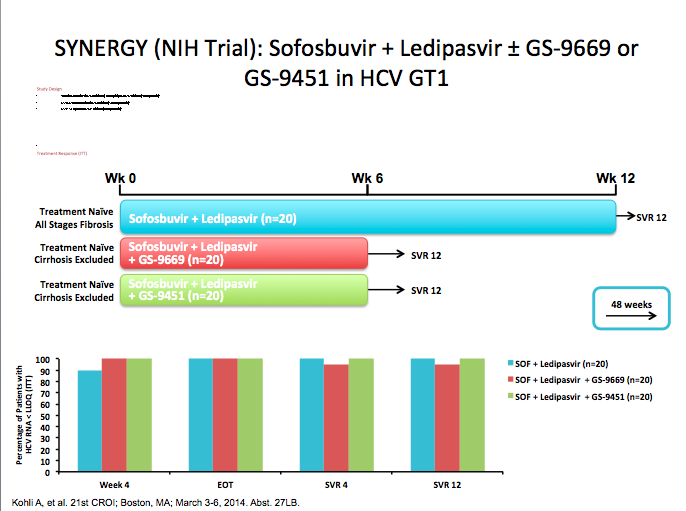 SYNERGY (NIH Trial): Sofosbuvir + Ledipasvir ± GS-9669 or
GS-9451 in HCV GT1
Study Design
Treatment Response (ITT)
Wk 0
Wk 6
Wk 12
Treatment Naïve
All Stages Fibrosis
Sofosbuvir + Ledipasvir (n=20)
SVR 12
Treatment Naïve
Cirrhosis Excluded
Sofosbuvir + Ledipasvir
+ GS-9669 (n=20)
SVR 12
Treatment Naïve
Cirrhosis Excluded
Sofosbuvir + Ledipasvir
+ GS-9451 (n=20)
SVR 12
48 weeks
Percentage of Patients with
HCV RNA < LLOQ (ITT)
100
90
80
70
60
50
40
30
20
10
0
Week 4
EOT
SVR 4
SVR 12
SOF + Ledipasvir (n=20)
SOF + Ledipasvir + GS-9669 (n=20)
SOF + Ledipasvir + GS-9451 (n=20)
Kohli A, et al. 21st CROI; Boston, MA; March 3-6, 2014. Abst. 27LB.